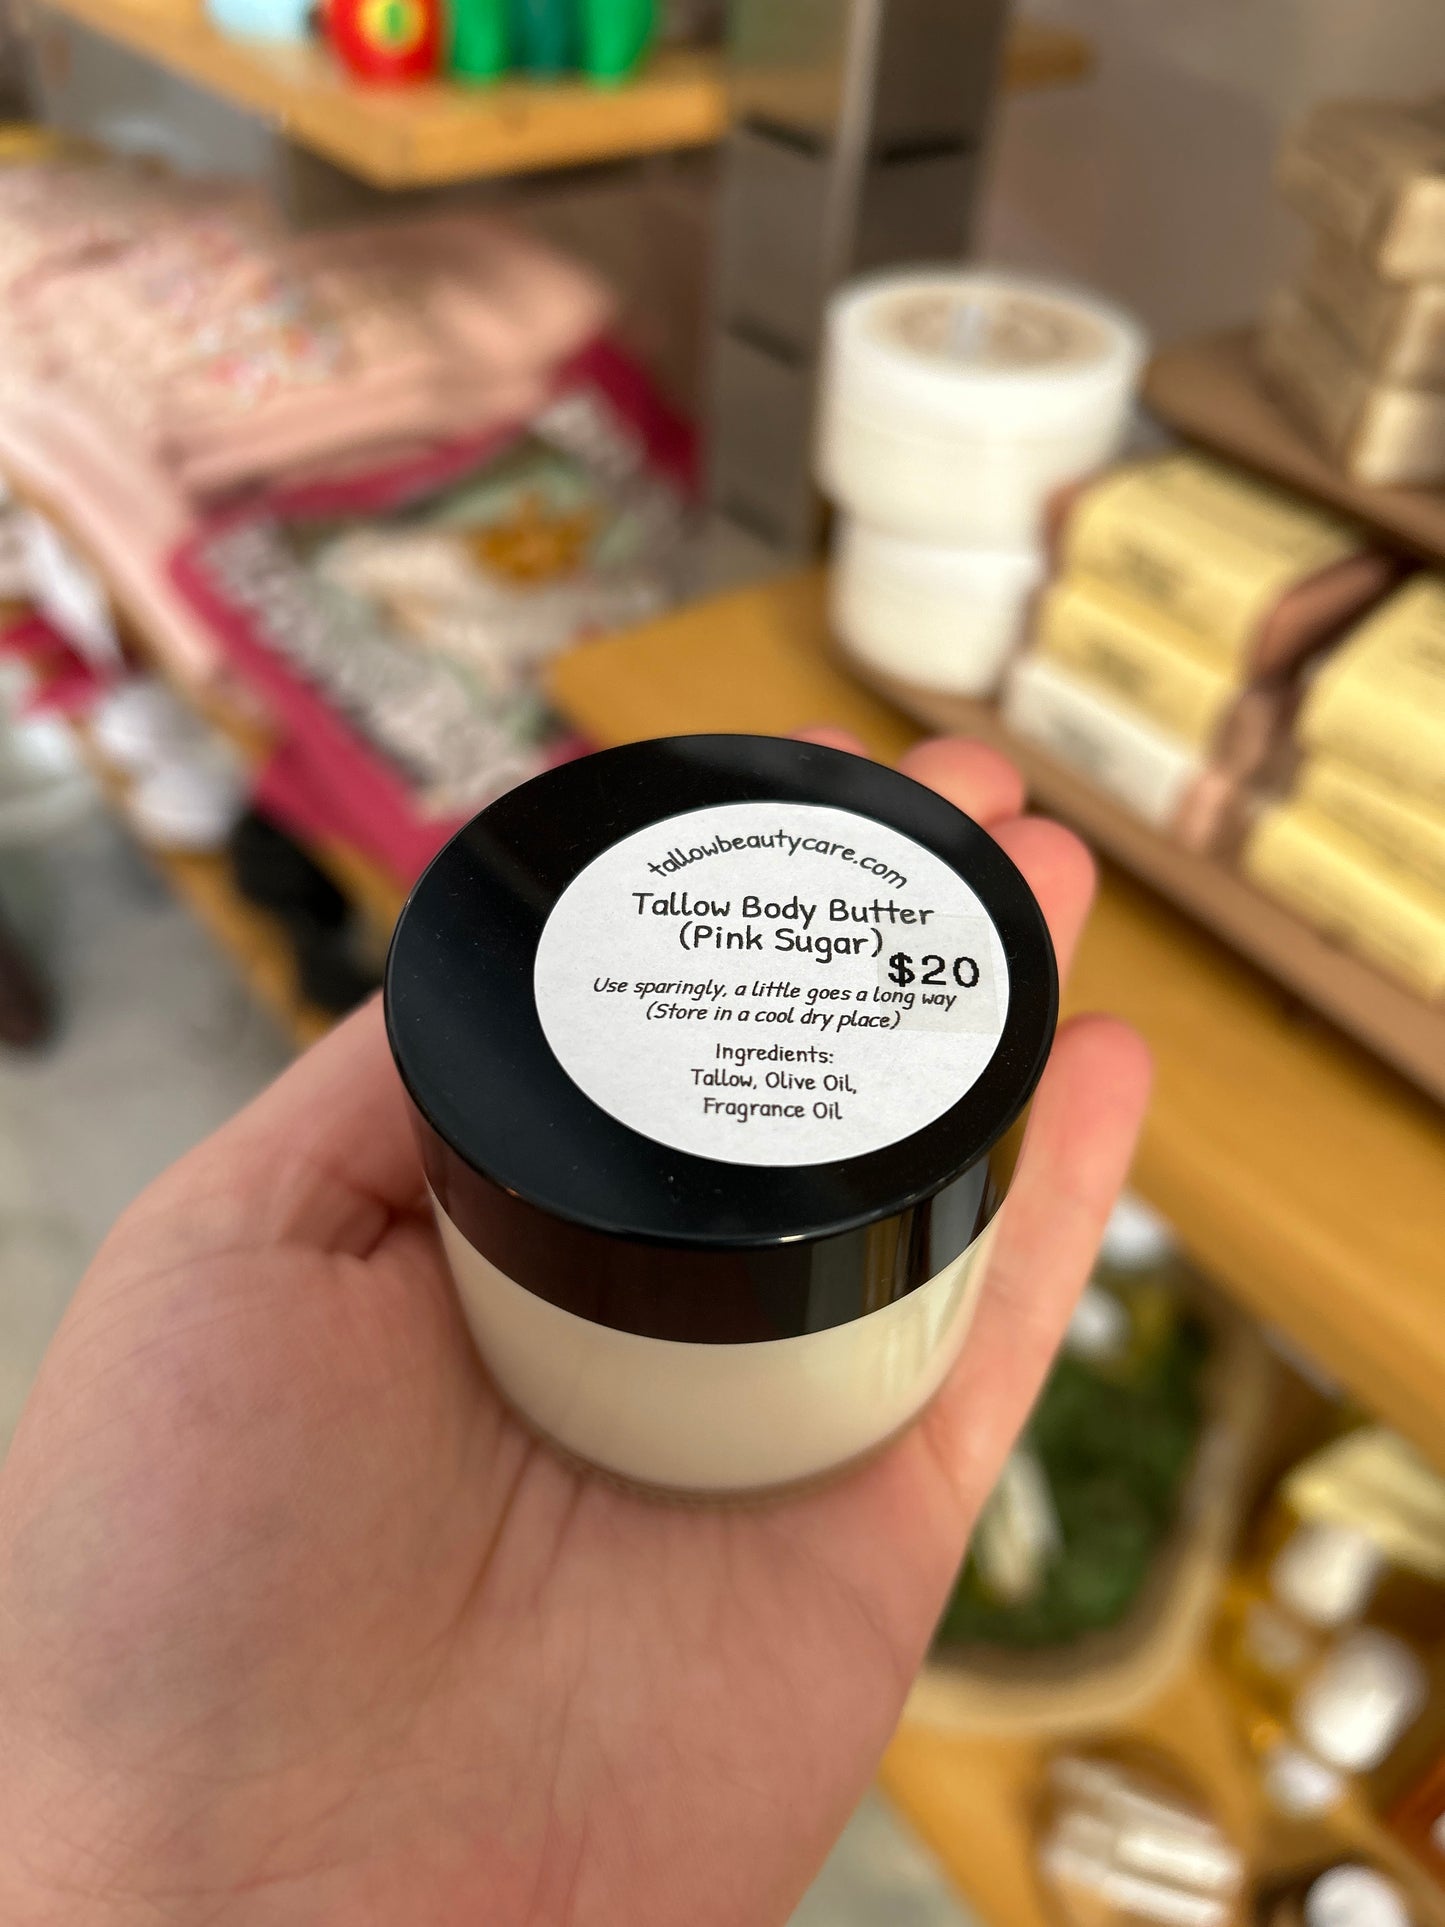 tallowbeautycare.com
Tallow Body Butter
(Pink Sugar)
$20
Use sparingly, a little goes a long way
(Store in a cool dry place)
Ingredients:
Tallow, Olive Oil,
Fragrance Oil